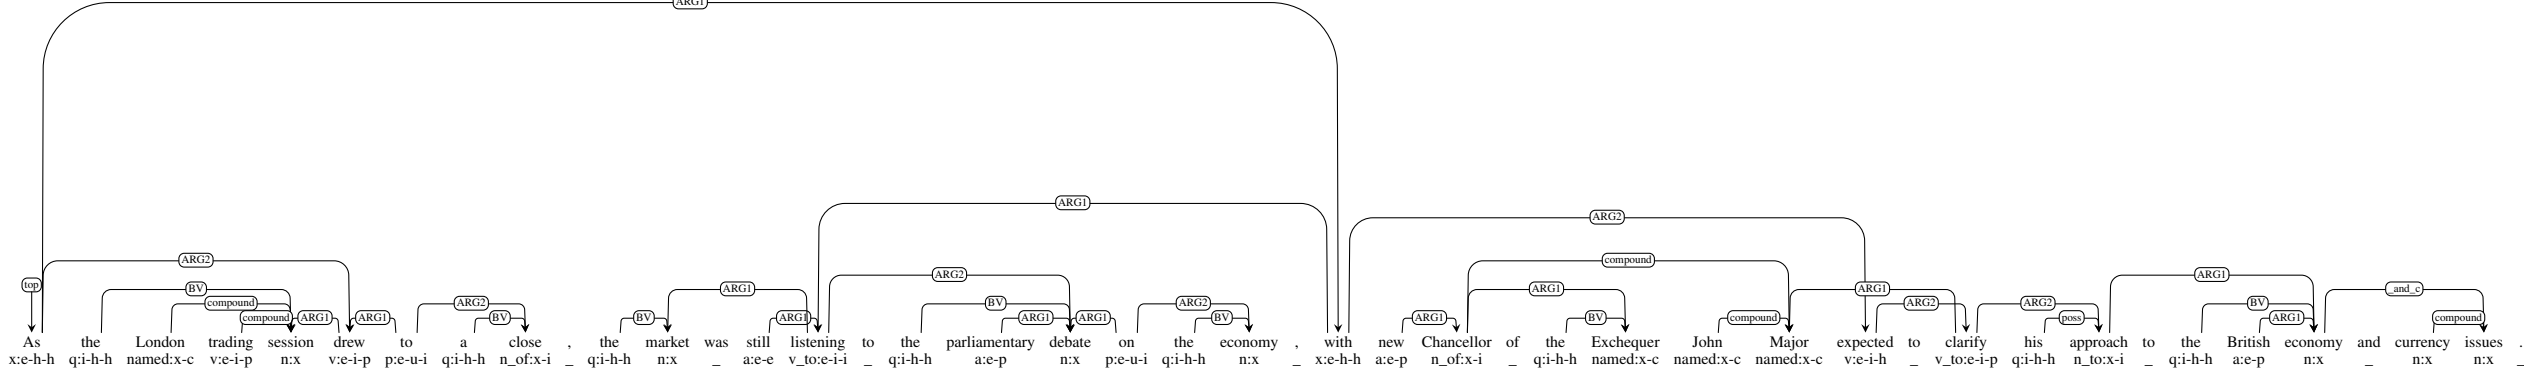 ARG1
ARG1
ARG2
ARG2 compound
top ARG2 ARG1 ARG1
BV ARG1 ARG1 ARG1 _and_c
compound ARG2 BV ARG2 ARG2 ARG2 BV
compound ARG1 ARG1 BV BV ARG1 ARG1 ARG1 BV ARG1 BV compound poss ARG1 compound
As the London trading session drew to a close , the market was still listening to the parliamentary debate on the economy , with new Chancellor of the Exchequer John Major expected to clarify his approach to the British economy and currency issues .
x:e-h-h q:i-h-h named:x-c v:e-i-p n:x v:e-i-p p:e-u-i q:i-h-h n_of:x-i _ q:i-h-h n:x _ a:e-e v_to:e-i-i _ q:i-h-h a:e-p n:x p:e-u-i q:i-h-h n:x _ x:e-h-h a:e-p n_of:x-i _ q:i-h-h named:x-c named:x-c named:x-c v:e-i-h _ v_to:e-i-p q:i-h-h n_to:x-i _ q:i-h-h a:e-p n:x _ n:x n:x _